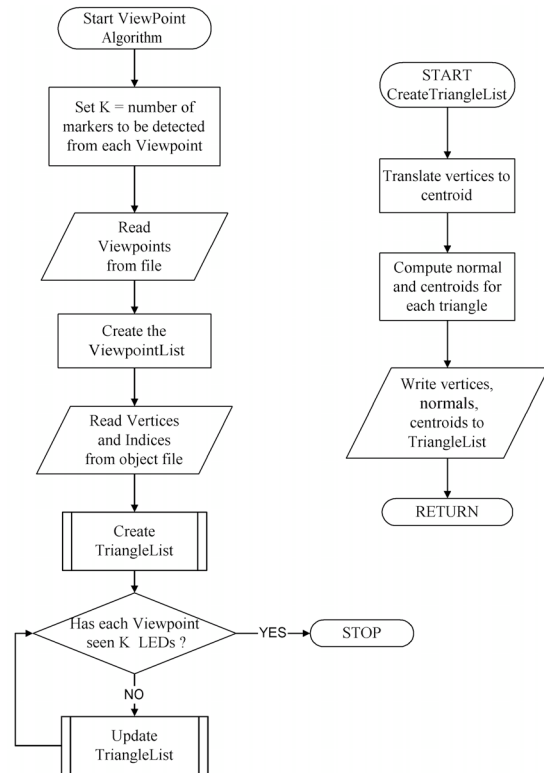 Start ViewPoint
Algorithm
Set K = number of
markers to be detected
from each Viewpoint
Read
Viewpoints
from file
Create the
ViewpointList
Read Vertices
and Indices
from object file
Create
TriangleList
Has each Viewpoint
seen K LEDs ?
YES
STOP
NO
Update
TriangleList
START
CreateTriangleList
Translate vertices to
centroid
Compute normal
and centroids for
each triangle
Write vertices,
normals,
centroids to
TriangleList
RETURN